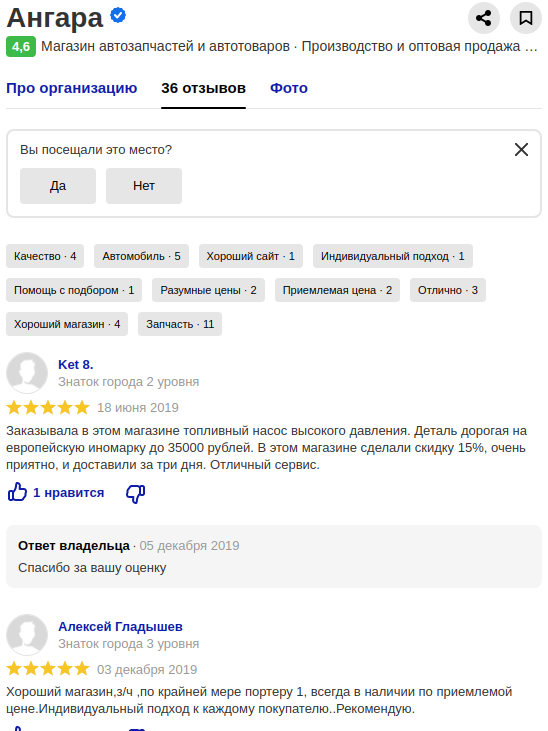 Ангара
4,6 Магазин автозапчастей и автотоваров · Производство и оптовая продажа ...
Про организацию 36 отзывов Фото
Вы посещали это место?
Да Нет
Качество · 4 Автомобиль · 5 Хороший сайт · 1 Индивидуальный подход · 1
Помощь с подбором · 1 Разумные цены · 2 Приемлемая цена · 2 Отлично · 3
Хороший магазин · 4 Запчасть · 11
Ket 8.
Знаток города 2 уровня
18 июня 2019
Заказывала в этом магазине топливный насос высокого давления. Деталь дорогая на
европейскую иномарку до 35000 рублей. В этом магазине сделали скидку 15%, очень
приятно, и доставили за три дня. Отличный сервис.
1 нравится
Ответ владельца · 05 декабря 2019
Спасибо за вашу оценку
Алексей Гладышев
Знаток города 3 уровня
03 декабря 2019
Хороший магазин,з/ч ,по крайней мере портеру 1, всегда в наличии по приемлемой
цене.Индивидуальный подход к каждому покупателю..Рекомендую.